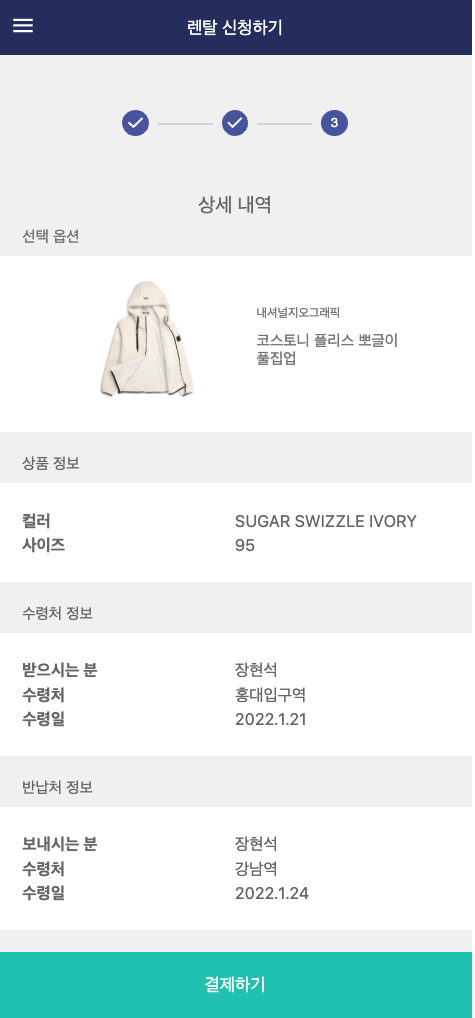 렌탈 신청하기
3
상세 내역
선택 옵션
내셔널지오그래픽
코스토니 플리스 뽀글이
풀집업
상품 정보
컬러 SUGAR SWIZZLE IVORY
사이즈 95
수령처 정보
받으시는 분 장현석
수령처 홍대입구역
수령일 2022.1.21
반납처 정보
보내시는 분 장현석
수령처 강남역
수령일 2022.1.24
결제하기